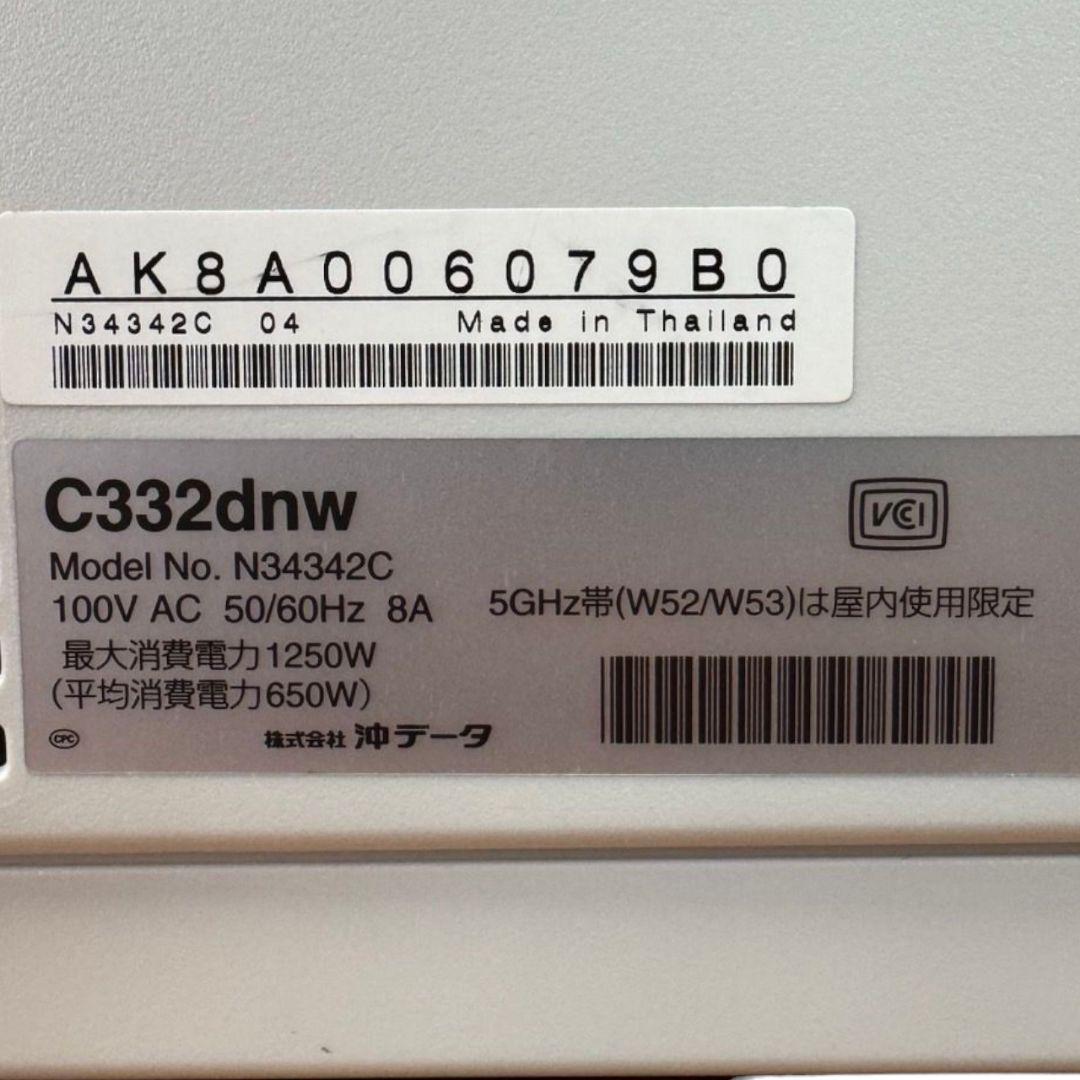 AK8A006079B0
N34342C 04 Made in Thailand
C332dnw
VCCI
Model No. N34342C
100V AC 50/60Hz 8A
5GHz帯(W52/W53)は屋内使用限定
最大消費電力1250W
(平均消費電力650W)
CPC
株式会社 沖データ